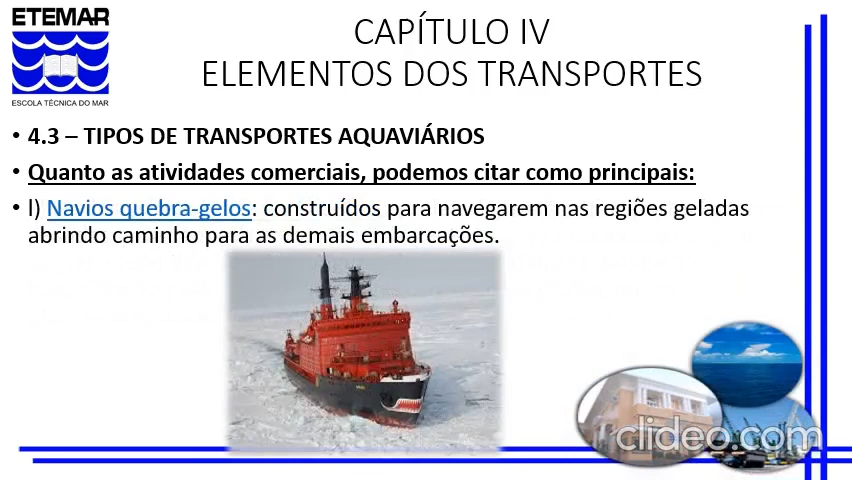 ETEMAR
ESCOLA TÉCNICA DO MAR
CAPÍTULO IV
ELEMENTOS DOS TRANSPORTES
• 4.3 – TIPOS DE TRANSPORTES AQUAVIÁRIOS
• Quanto as atividades comerciais, podemos citar como principais:
• l) Navios quebra-gelos: construídos para navegarem nas regiões geladas
abrindo caminho para as demais embarcações.
clideo.com